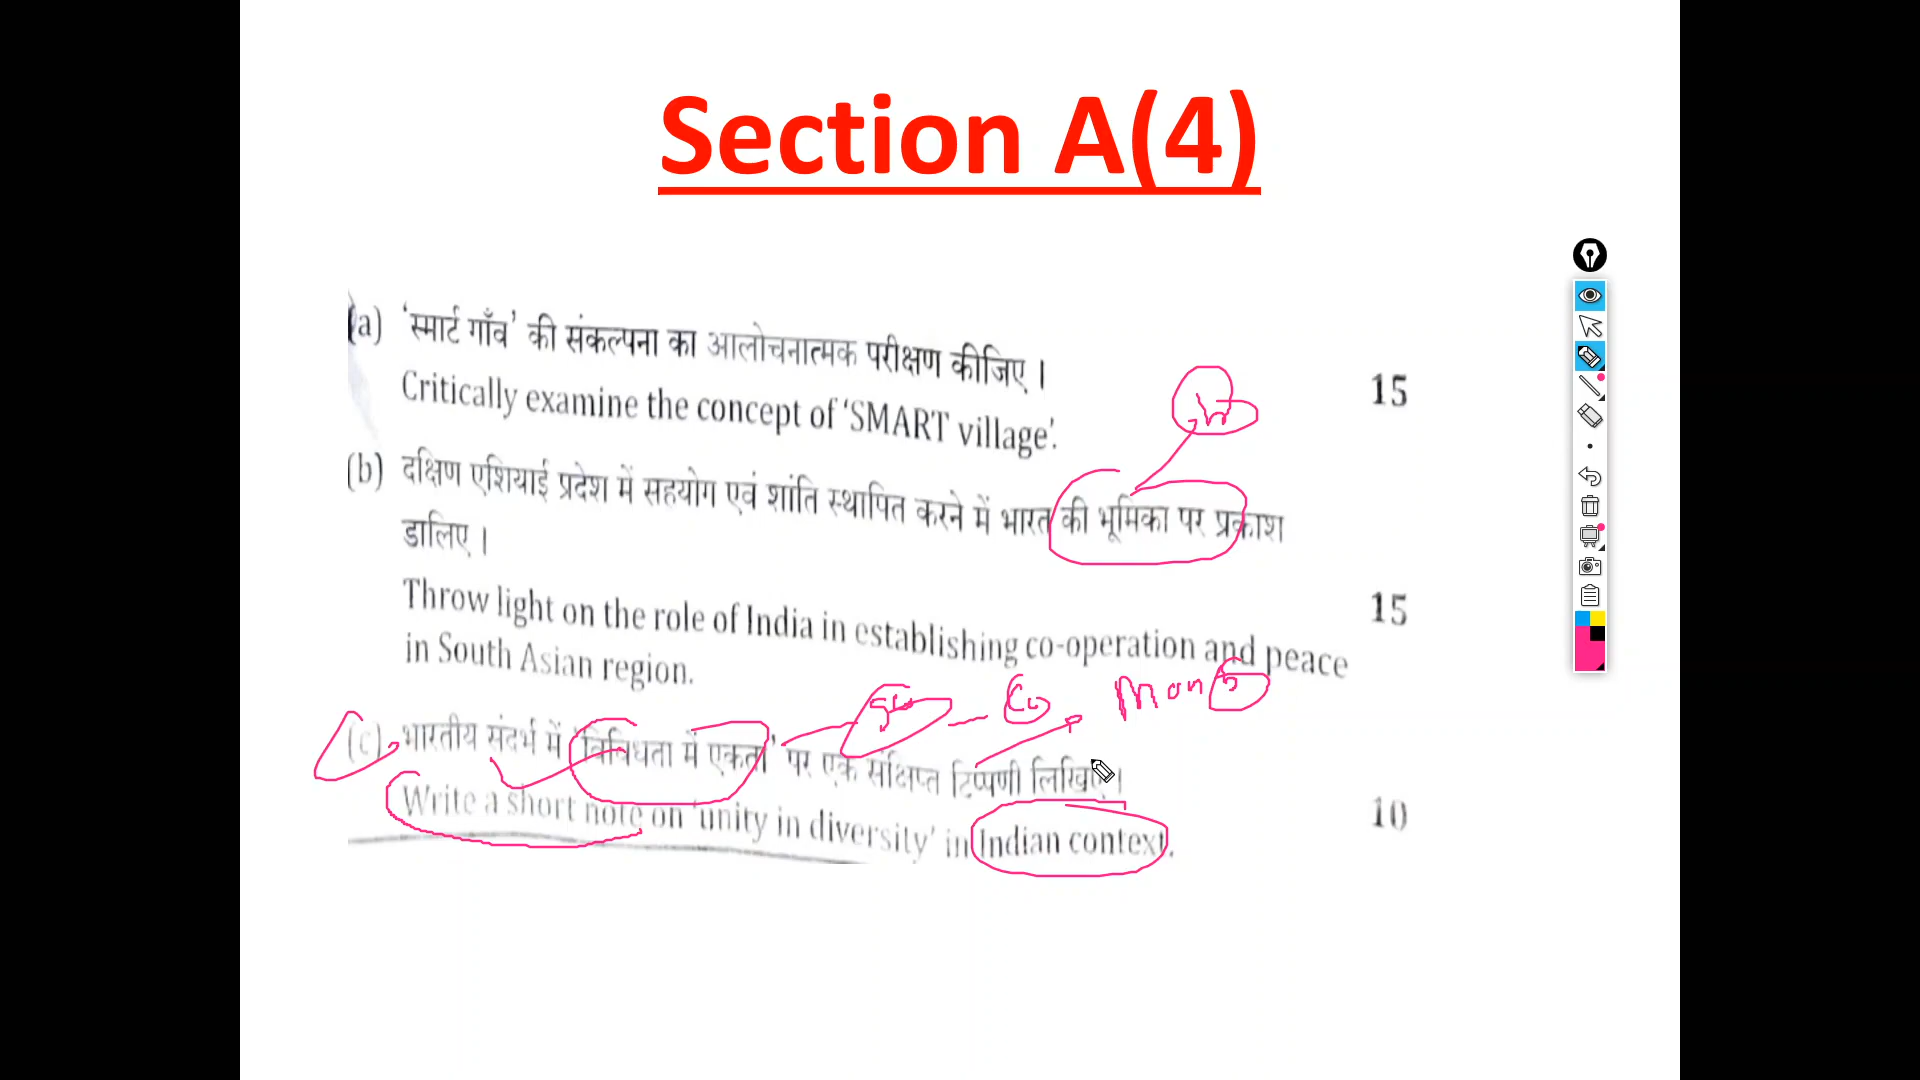 Section A(4)
(a) 'स्मार्ट गाँव' की संकल्पना का आलोचनात्मक परीक्षण कीजिए ।
Critically examine the concept of 'SMART village'. 15
(b) दक्षिण एशियाई प्रदेश में सहयोग एवं शांति स्थापित करने में भारत की भूमिका पर प्रकाश
डालिए ।
Throw light on the role of India in establishing co-operation and peace 15
in South Asian region.
(c) भारतीय संदर्भ में 'विविधता में एकता' पर एक संक्षिप्त टिप्पणी लिखिए ।
Write a short note on 'unity in diversity' in Indian context. 10